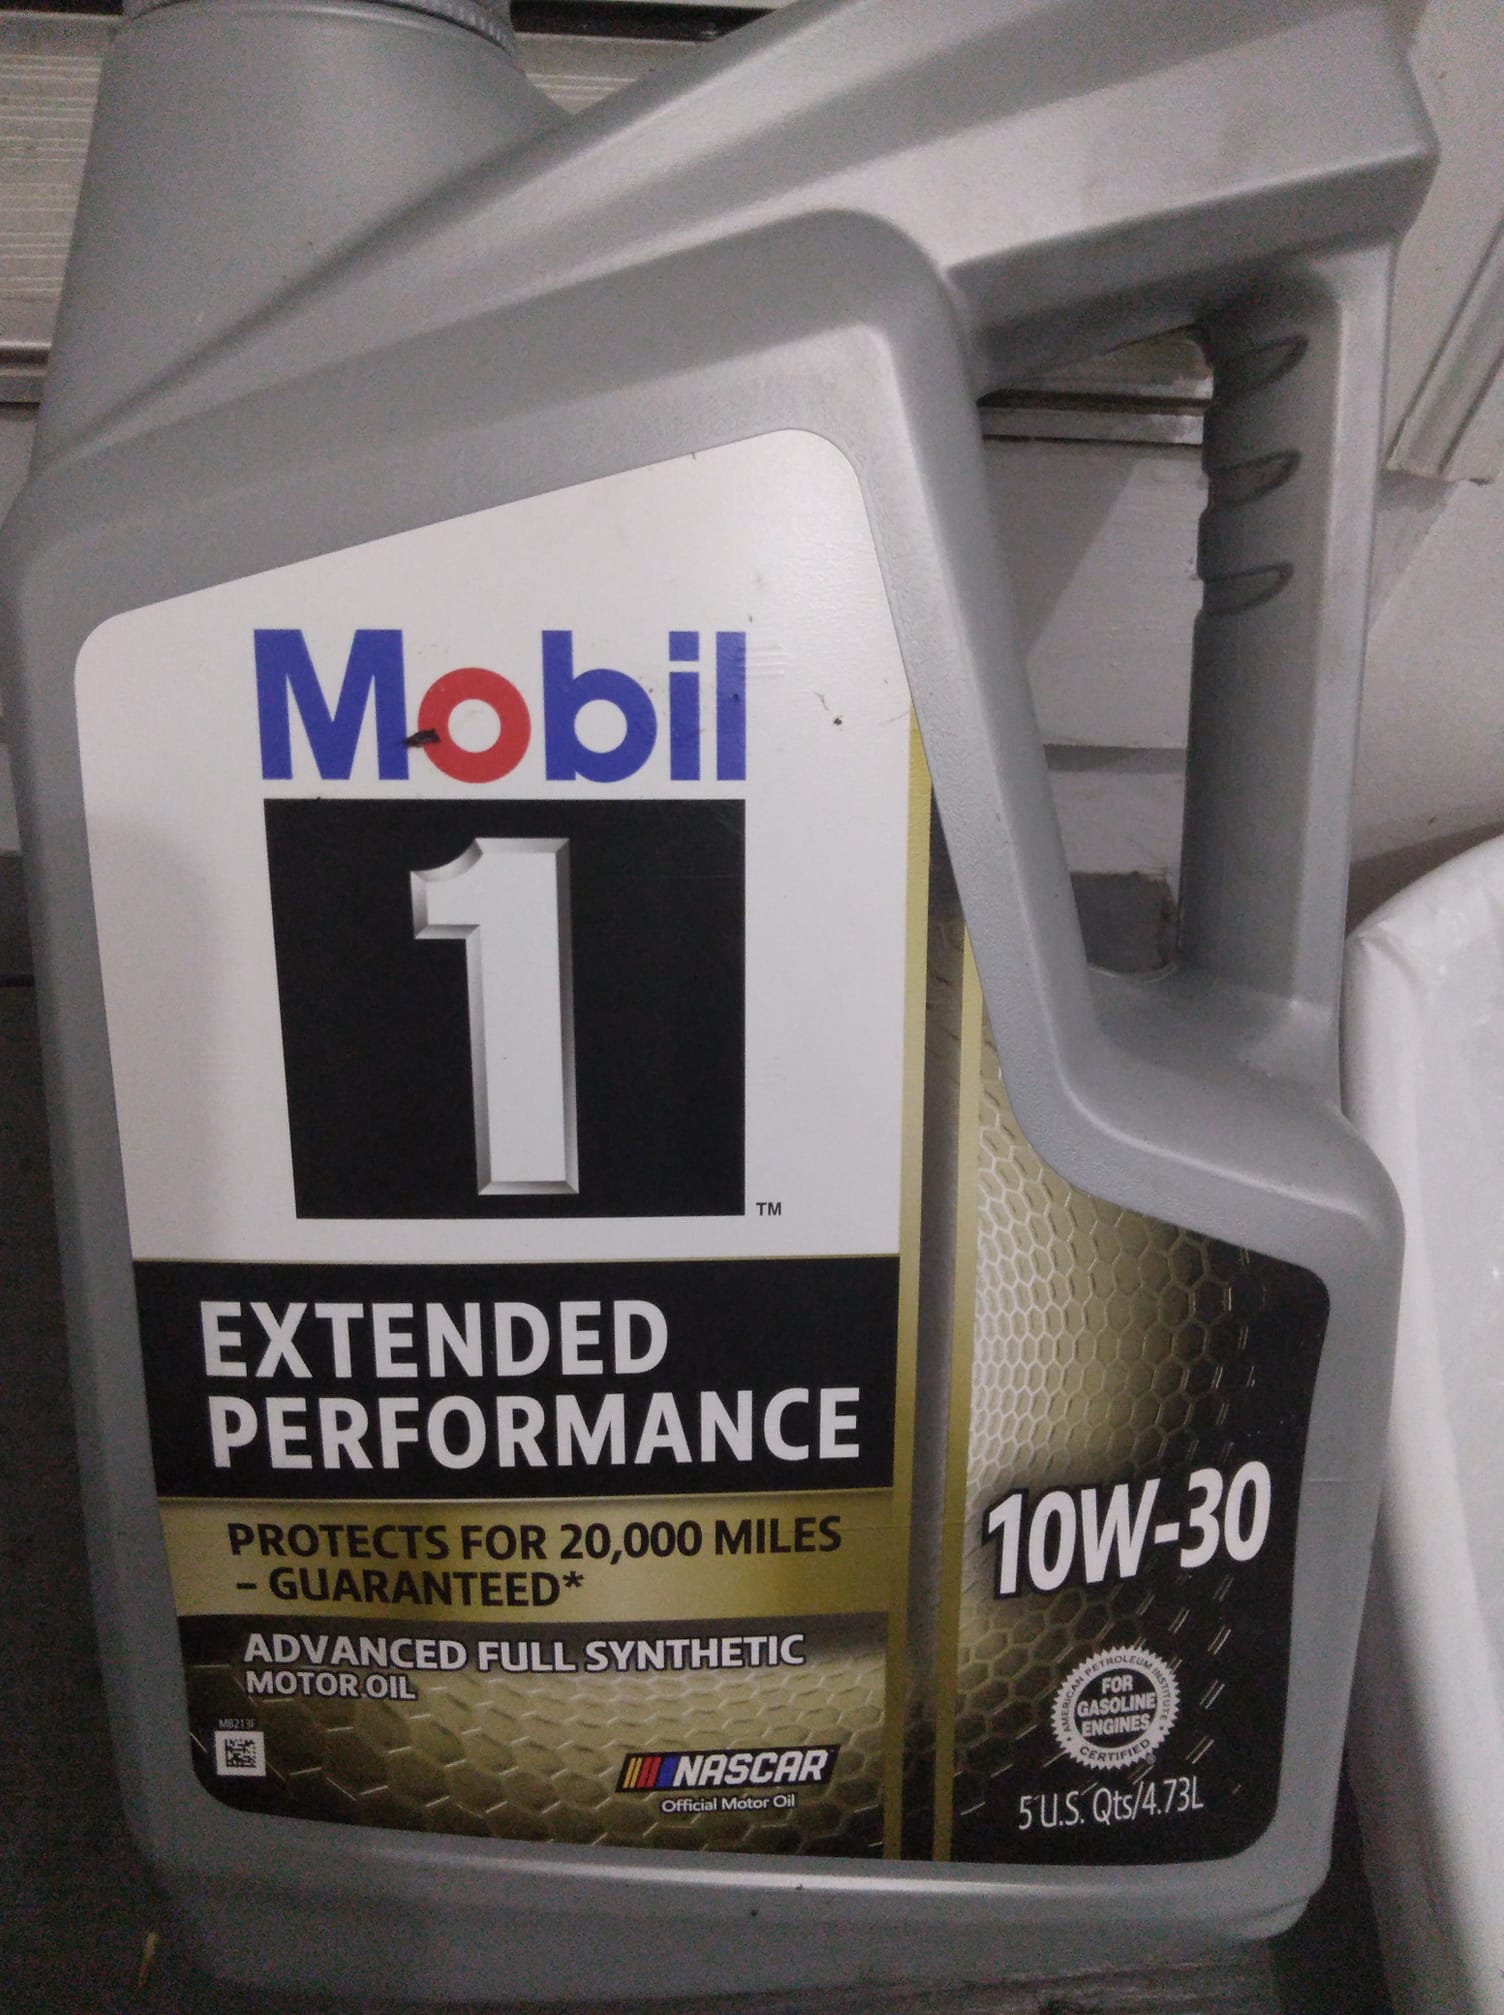 Mobil
1
TM
EXTENDED
PERFORMANCE
PROTECTS FOR 20,000 MILES
– GUARANTEED*
ADVANCED FULL SYNTHETIC
MOTOR OIL
NASCAR
Official Motor Oil
10W-30
AMERICAN PETROLEUM INSTITUTE
FOR
GASOLINE
ENGINES
CERTIFIED
5 U.S. Qts/4.73L